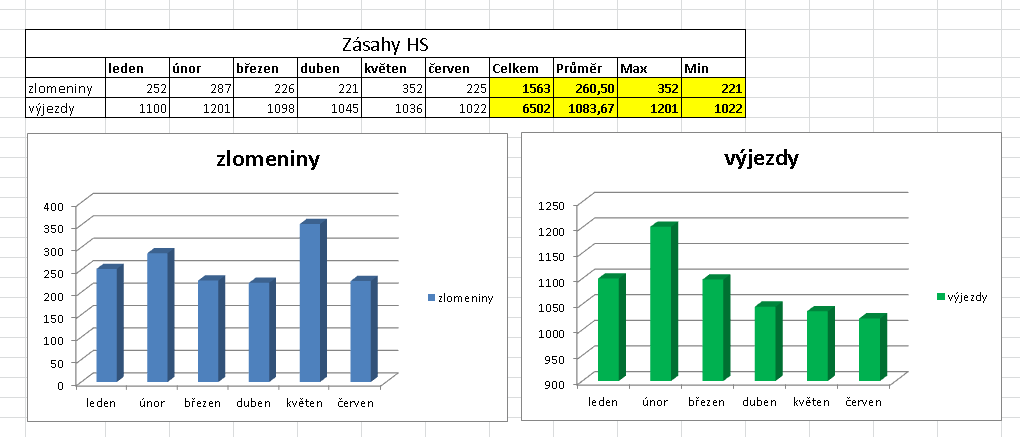 Zásahy HS
leden únor březen duben květen červen Celkem Průměr Max Min
zlomeniny 252 287 226 221 352 225 1563 260,50 352 221
výjezdy 1100 1201 1098 1045 1036 1022 6502 1083,67 1201 1022
zlomeniny
400
350
300
250
200
150
100
50
0
leden únor březen duben květen červen
zlomeniny
výjezdy
1250
1200
1150
1100
1050
1000
950
900
leden únor březen duben květen červen
výjezdy